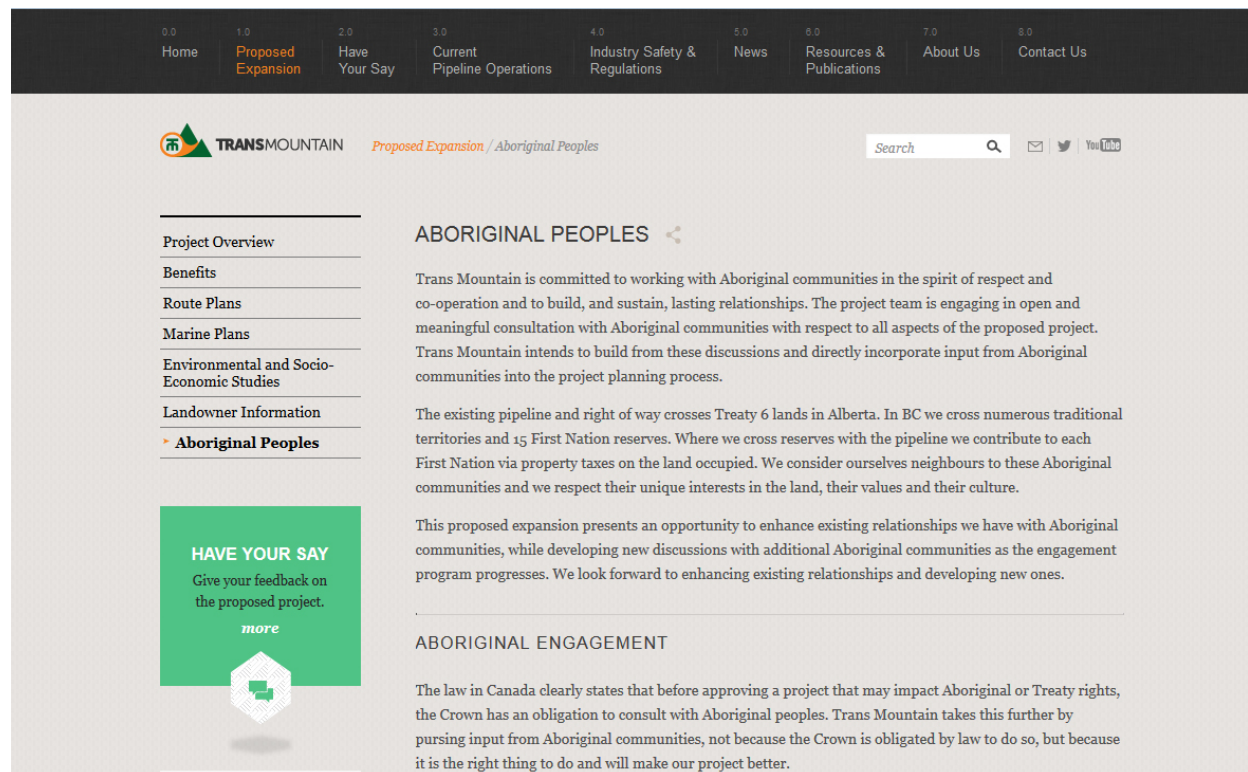 0.0
Home
1.0
Proposed
Expansion
2.0
Have
Your Say
3.0
Current
Pipeline Operations
4.0
Industry Safety &
Regulations
5.0
News
6.0
Resources &
Publications
7.0
About Us
8.0
Contact Us
TRANSMOUNTAIN
Proposed Expansion / Aboriginal Peoples
Search
You Tube
Project Overview
Benefits
Route Plans
Marine Plans
Environmental and Socio-
Economic Studies
Landowner Information
Aboriginal Peoples
HAVE YOUR SAY
Give your feedback on
the proposed project.
more
ABORIGINAL PEOPLES
Trans Mountain is committed to working with Aboriginal communities in the spirit of respect and
co-operation and to build, and sustain, lasting relationships. The project team is engaging in open and
meaningful consultation with Aboriginal communities with respect to all aspects of the proposed project.
Trans Mountain intends to build from these discussions and directly incorporate input from Aboriginal
communities into the project planning process.
The existing pipeline and right of way crosses Treaty 6 lands in Alberta. In BC we cross numerous traditional
territories and 15 First Nation reserves. Where we cross reserves with the pipeline we contribute to each
First Nation via property taxes on the land occupied. We consider ourselves neighbours to these Aboriginal
communities and we respect their unique interests in the land, their values and their culture.
This proposed expansion presents an opportunity to enhance existing relationships we have with Aboriginal
communities, while developing new discussions with additional Aboriginal communities as the engagement
program progresses. We look forward to enhancing existing relationships and developing new ones.
ABORIGINAL ENGAGEMENT
The law in Canada clearly states that before approving a project that may impact Aboriginal or Treaty rights,
the Crown has an obligation to consult with Aboriginal peoples. Trans Mountain takes this further by
pursing input from Aboriginal communities, not because the Crown is obligated by law to do so, but because
it is the right thing to do and will make our project better.